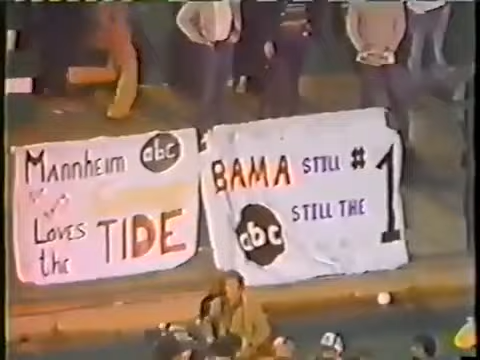 Mannheim abc
Loves
the TIDE
BAMA STILL # 1
abc STILL THE